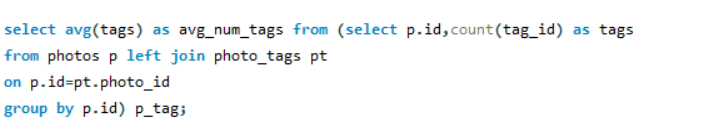 select avg(tags) as avg_num_tags from (select p.id,count(tag_id) as tags
from photos p left join photo_tags pt
on p.id=pt.photo_id
group by p.id) p_tag;